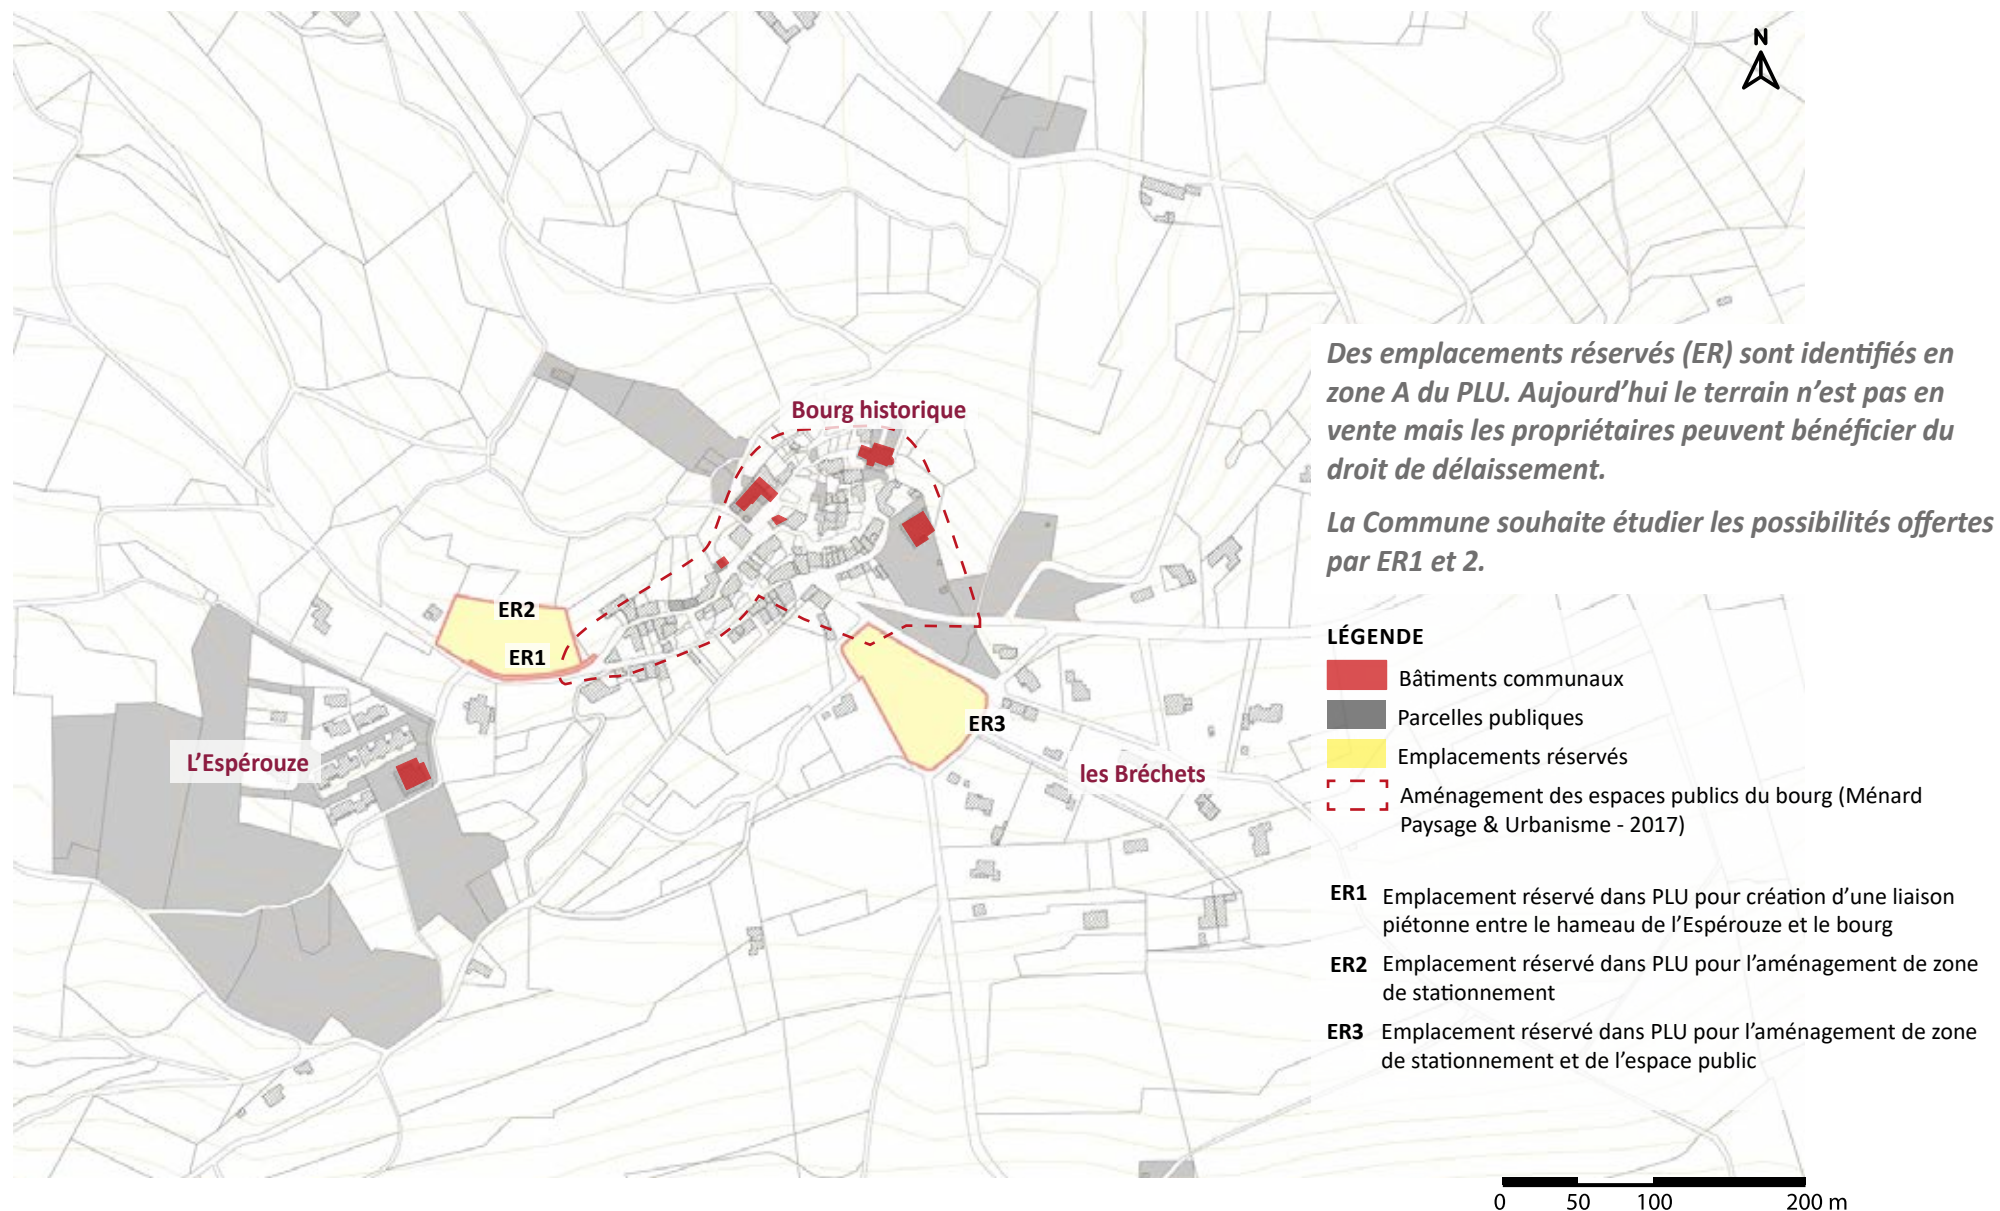 N
Des emplacements réservés (ER) sont identifiés en
zone A du PLU. Aujourd’hui le terrain n’est pas en
vente mais les propriétaires peuvent bénéficier du
droit de délaissement.
La Commune souhaite étudier les possibilités offertes
par ER1 et 2.
Bourg historique
ER2
ER1
ER3
L’Espérouze
les Bréchets
LÉGENDE
Bâtiments communaux
Parcelles publiques
Emplacements réservés
Aménagement des espaces publics du bourg (Ménard
Paysage & Urbanisme - 2017)
ER1 Emplacement réservé dans PLU pour création d’une liaison
piétonne entre le hameau de l’Espérouze et le bourg
ER2 Emplacement réservé dans PLU pour l’aménagement de zone
de stationnement
ER3 Emplacement réservé dans PLU pour l’aménagement de zone
de stationnement et de l’espace public
0 50 100 200 m